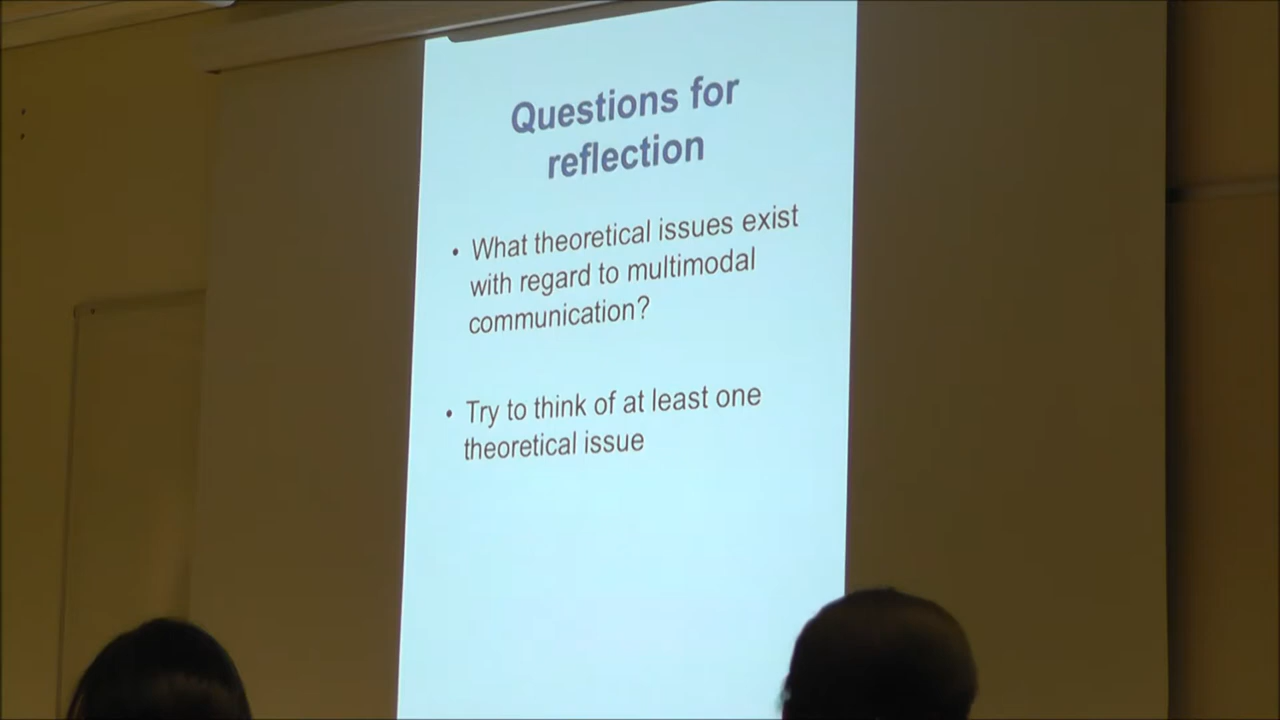 Questions for
reflection
• What theoretical issues exist
with regard to multimodal
communication?
• Try to think of at least one
theoretical issue